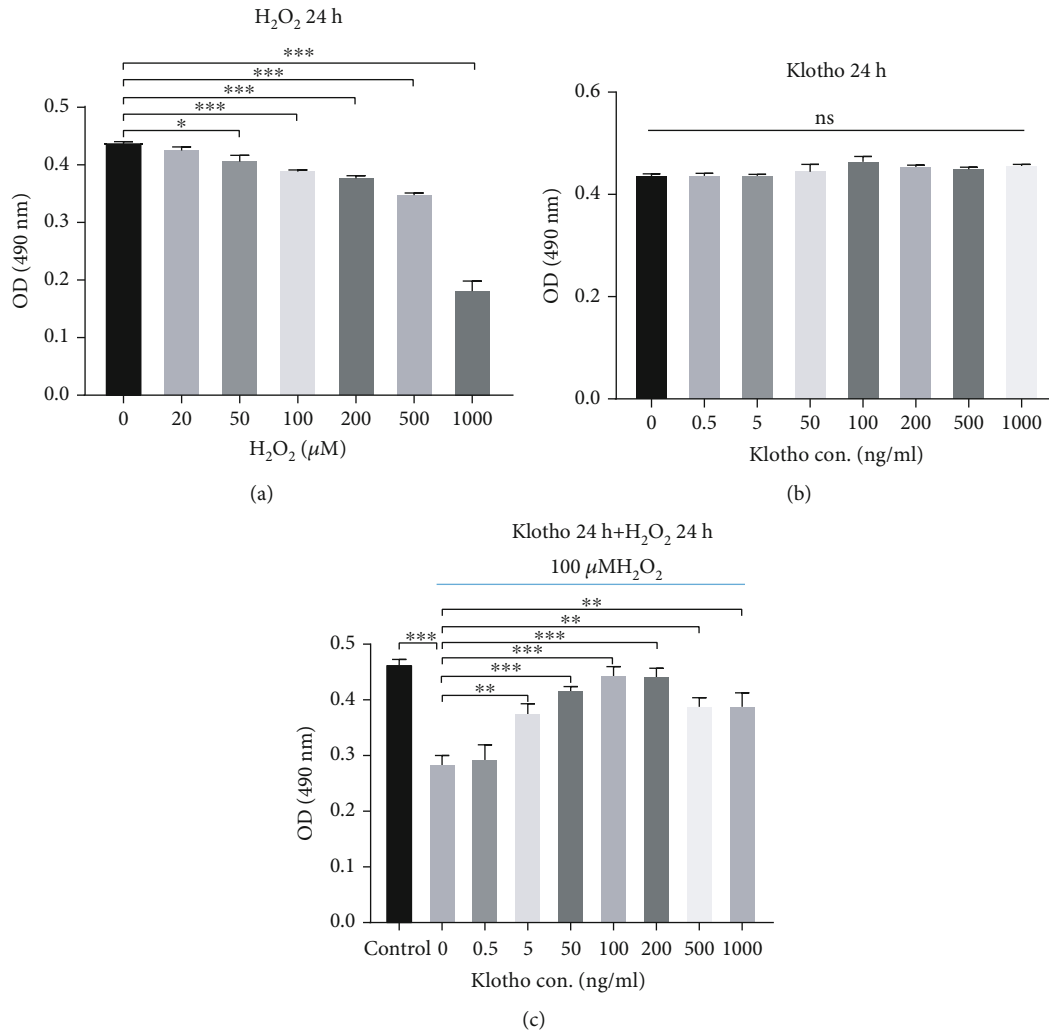 H₂O₂ 24 h
***
***
***
***
*
0.5
0.4
0.3
0.2
0.1
0.0
OD (490 nm)
0 20 50 100 200 500 1000
H₂O₂ (μM)
(a)
Klotho 24 h
ns
0.6
0.4
0.2
0.0
OD (490 nm)
0 0.5 5 50 100 200 500 1000
Klotho con. (ng/ml)
(b)
Klotho 24 h+H₂O₂ 24 h
100 μMH₂O₂
**
**
***
***
***
***
**
0.5
0.4
0.3
0.2
0.1
0.0
OD (490 nm)
Control 0 0.5 5 50 100 200 500 1000
Klotho con. (ng/ml)
(c)